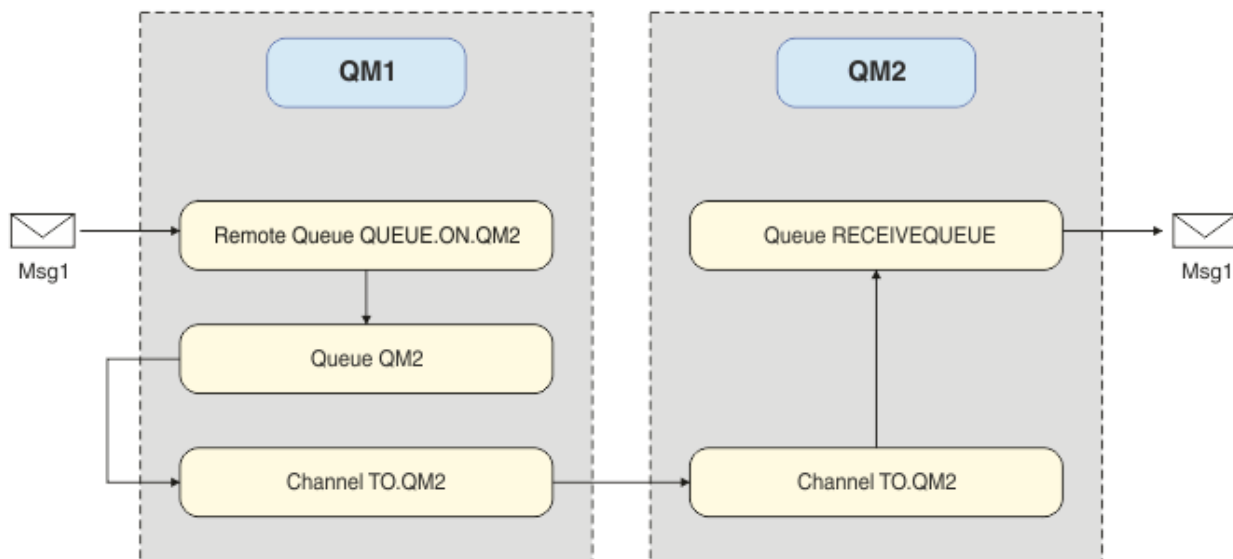 QM1
QM2
Msg1
Remote Queue QUEUE.ON.QM2
Queue RECEIVEQUEUE
Msg1
Queue QM2
Channel TO.QM2
Channel TO.QM2